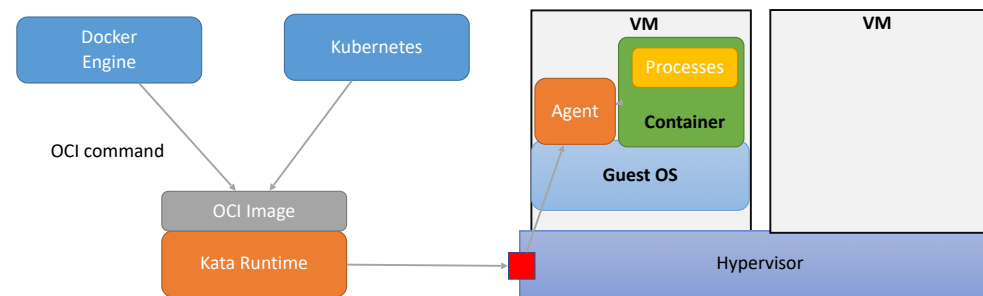 Docker
Engine
Kubernetes
VM
VM
Processes
Agent
Container
OCI command
Guest OS
OCI Image
Kata Runtime
Hypervisor